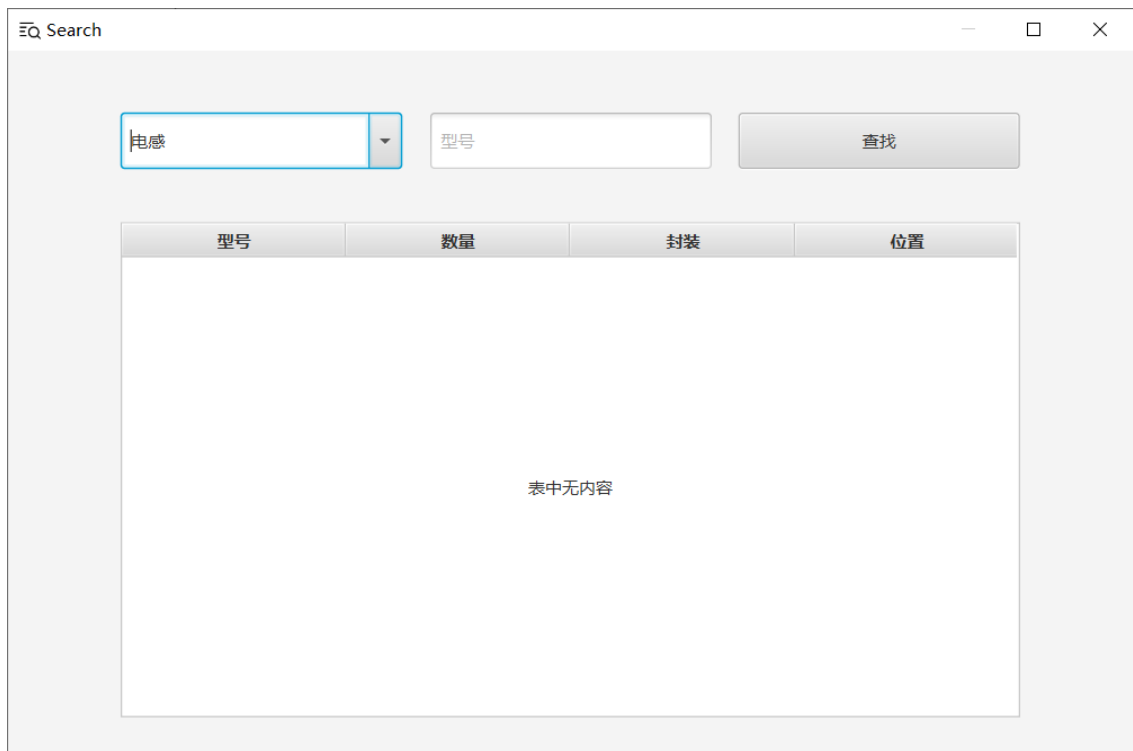 Search
电感
型号
查找
型号 数量 封装 位置
表中无内容